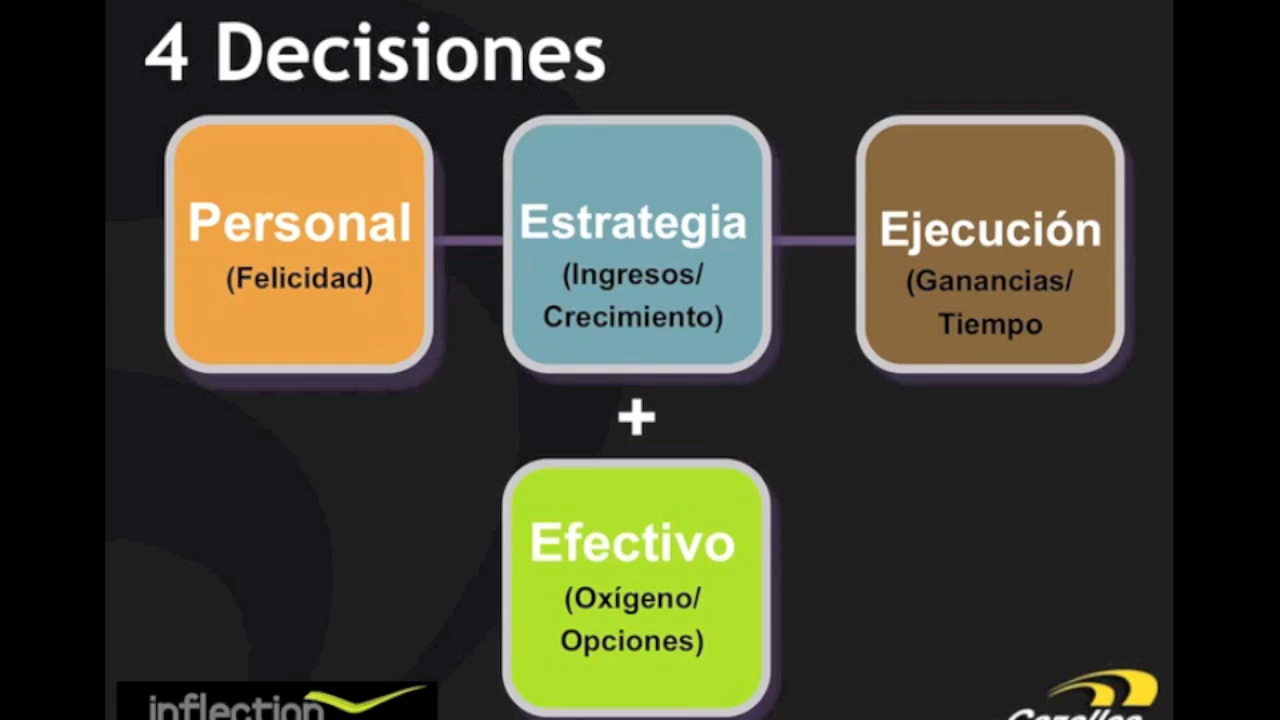 4 Decisiones
Personal
(Felicidad)
Estrategia
(Ingresos/
Crecimiento)
Ejecución
(Ganancias/
Tiempo
+
Efectivo
(Oxígeno/
Opciones)
inflection